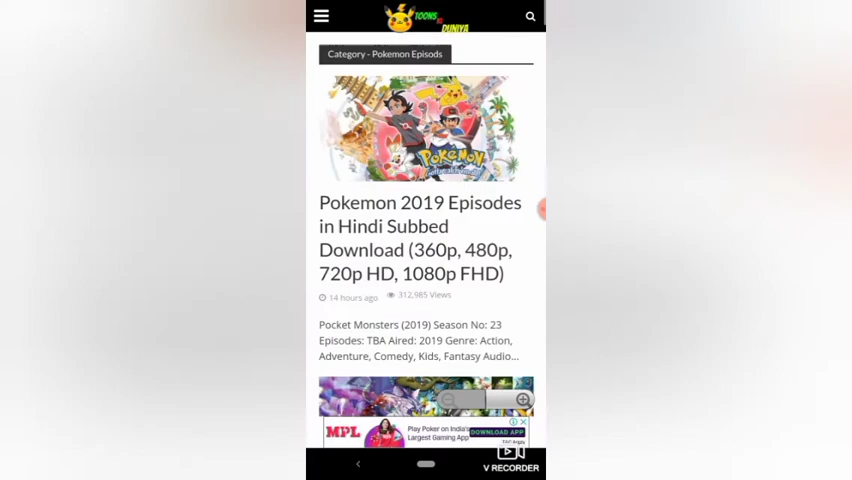 TOONS
DUNIYA
Category - Pokemon Episods
POKEMON
Pokemon 2019 Episodes
in Hindi Subbed
Download (360p, 480p,
720p HD, 1080p FHD)
14 hours ago 312,985 Views
Pocket Monsters (2019) Season No: 23
Episodes: TBA Aired: 2019 Genre: Action,
Adventure, Comedy, Kids, Fantasy Audio...
MPL
Play Poker on India's
Largest Gaming App
DOWNLOAD APP
V RECORDER